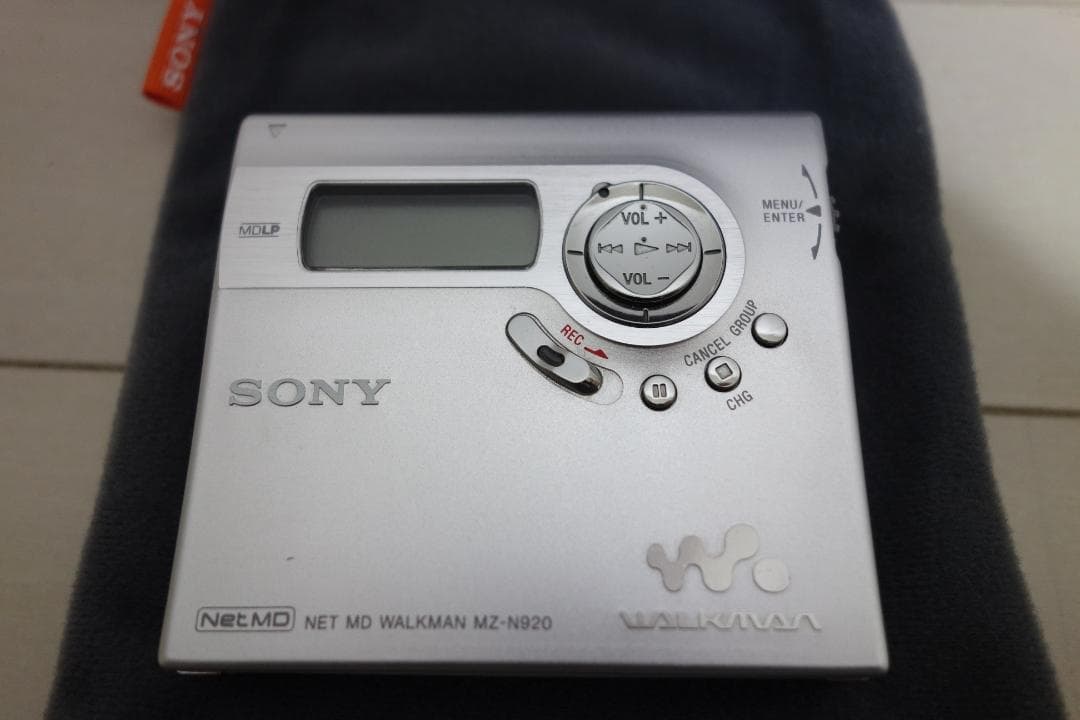 SONY
MDLP
VOL +
VOL −
MENU/
ENTER
REC
GROUP
CANCEL
CHG
SONY
NetMD
NET MD WALKMAN MZ-N920
WALKMAN